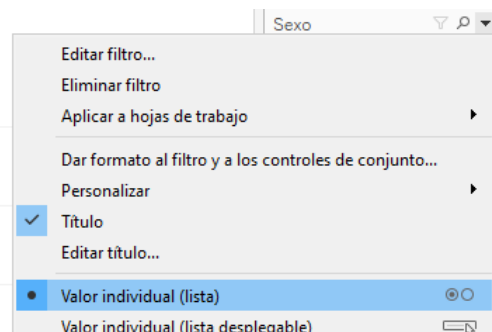 Sexo
Editar filtro...
Eliminar filtro
Aplicar a hojas de trabajo
Dar formato al filtro y a los controles de conjunto...
Personalizar
Título
Editar título...
Valor individual (lista)
Valor individual (lista desplegable)